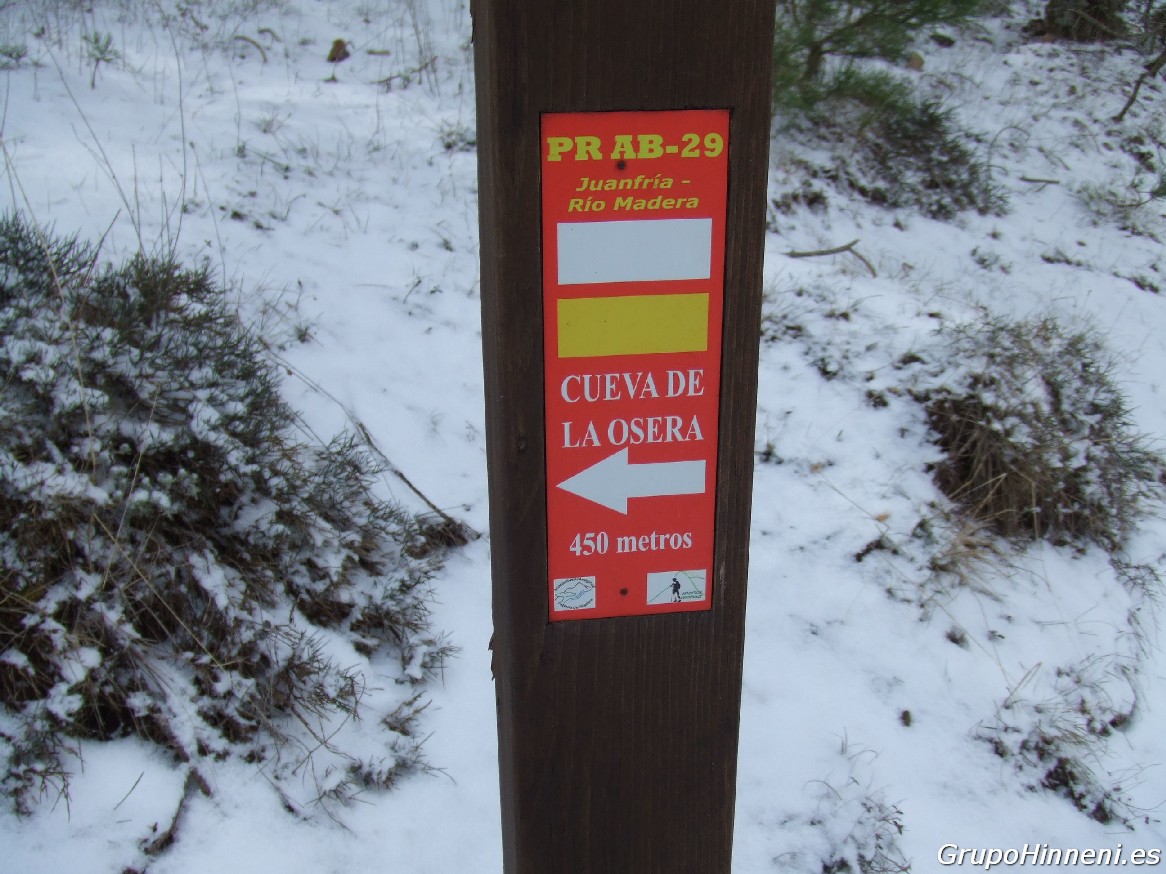 PR AB-29
Juanfría -
Río Madera
CUEVA DE
LA OSERA
450 metros
GrupoHinneni.es